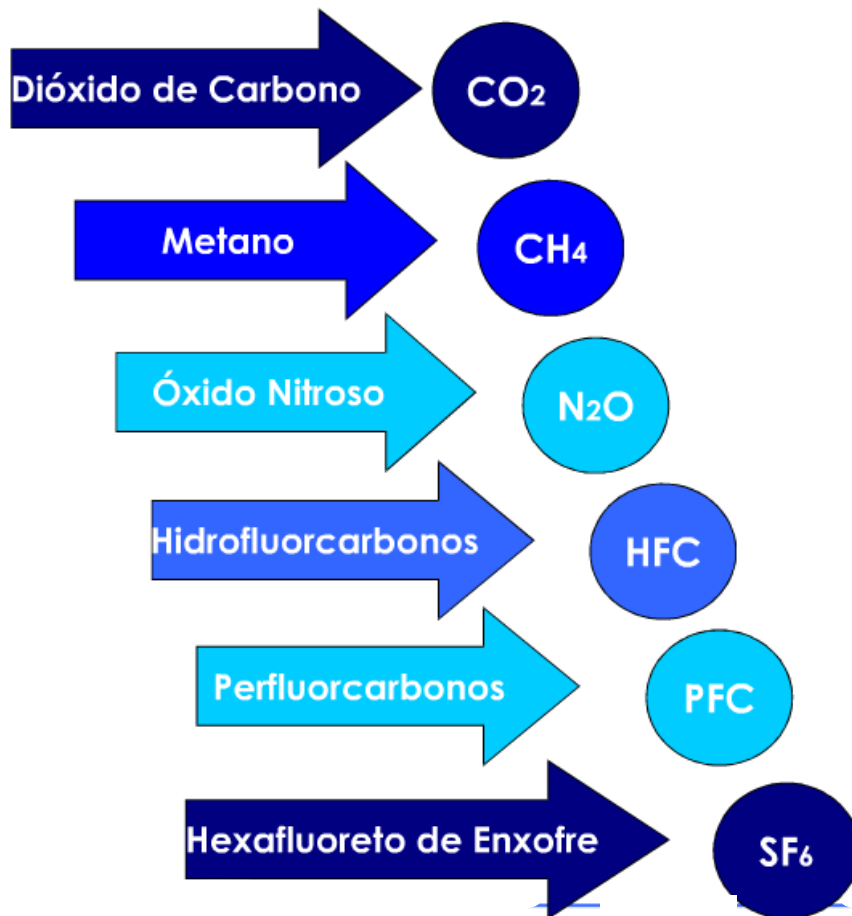 Dióxido de Carbono
CO₂
Metano
CH₄
Óxido Nitroso
N₂O
Hidrofluorcarbonos
HFC
Perfluorcarbonos
PFC
Hexafluoreto de Enxofre
SF₆